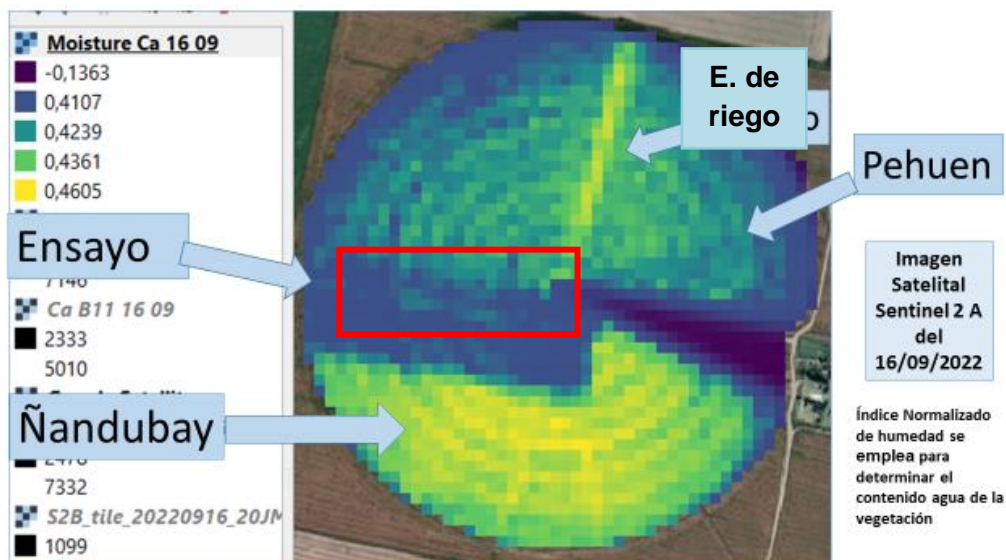 Moisture Ca 16 09
-0,1363
0,4107
0,4239
0,4361
0,4605
7146
Ca B11 16 09
2333
5010
7332
S2B_tile_20220916_20JM
1099
Ensayo
Ñandubay
E. de
riego
Pehuen
Imagen
Satelital
Sentinel 2 A
del
16/09/2022
Índice Normalizado
de humedad se
emplea para
determinar el
contenido agua de la
vegetación